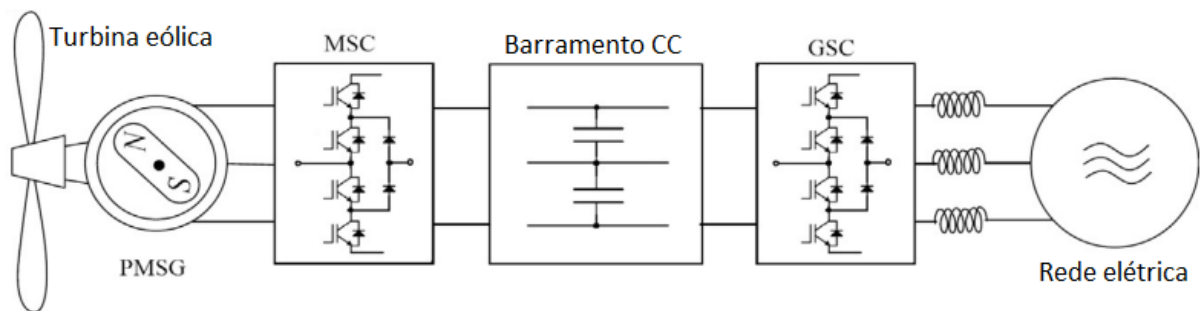 Turbina eólica
MSC
Barramento CC
GSC
N
S
PMSG
Rede elétrica